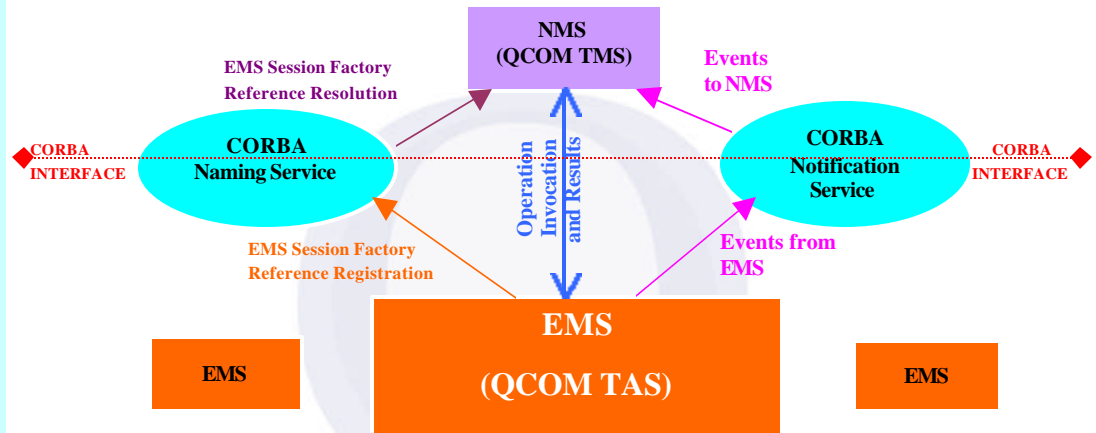 NMS
(QCOM TMS)
EMS Session Factory
Reference Resolution
Events
to NMS
CORBA
Naming Service
CORBA
Notification
Service
CORBA
INTERFACE
CORBA
INTERFACE
Operation
Invocation
and Results
EMS Session Factory
Reference Registration
Events from
EMS
EMS
(QCOM TAS)
EMS
EMS